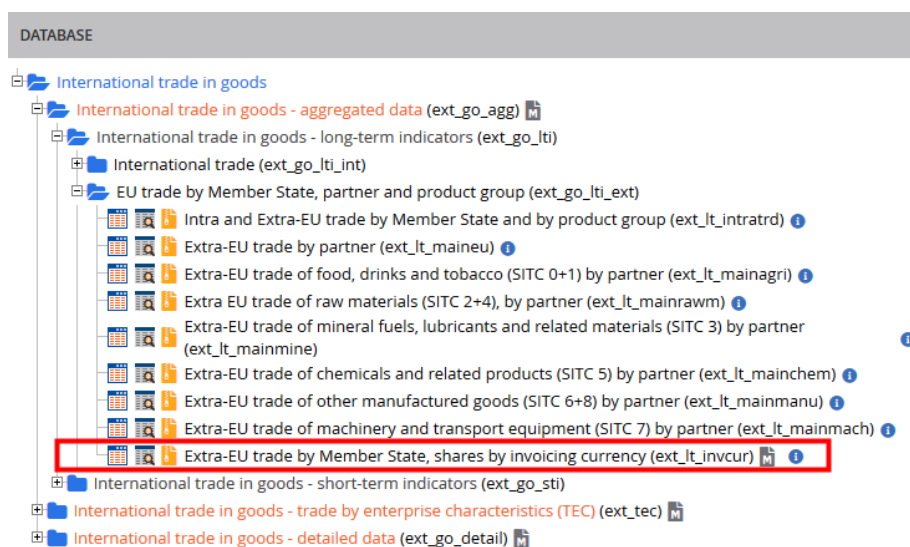 DATABASE
International trade in goods
International trade in goods - aggregated data (ext_go_agg) M
International trade in goods - long-term indicators (ext_go_lti)
International trade (ext_go_lti_int)
EU trade by Member State, partner and product group (ext_go_lti_ext)
Intra and Extra-EU trade by Member State and by product group (ext_lt_intratrd) i
Extra-EU trade by partner (ext_lt_maineu) i
Extra-EU trade of food, drinks and tobacco (SITC 0+1) by partner (ext_lt_mainagri) i
Extra EU trade of raw materials (SITC 2+4), by partner (ext_lt_mainrawm) i
Extra-EU trade of mineral fuels, lubricants and related materials (SITC 3) by partner
(ext_lt_mainmine) i
Extra-EU trade of chemicals and related products (SITC 5) by partner (ext_lt_mainchem) i
Extra-EU trade of other manufactured goods (SITC 6+8) by partner (ext_lt_mainmanu) i
Extra-EU trade of machinery and transport equipment (SITC 7) by partner (ext_lt_mainmach) i
Extra-EU trade by Member State, shares by invoicing currency (ext_lt_invcur) M i
International trade in goods - short-term indicators (ext_go_sti)
International trade in goods - trade by enterprise characteristics (TEC) (ext_tec) M
International trade in goods - detailed data (ext_go_detail) M